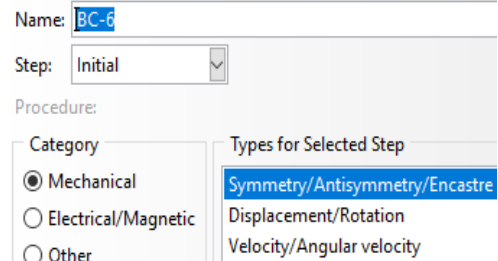 Name: BC-6
Step: Initial
Procedure:
Category
Types for Selected Step
Mechanical
Symmetry/Antisymmetry/Encastre
Electrical/Magnetic
Displacement/Rotation
Other
Velocity/Angular velocity